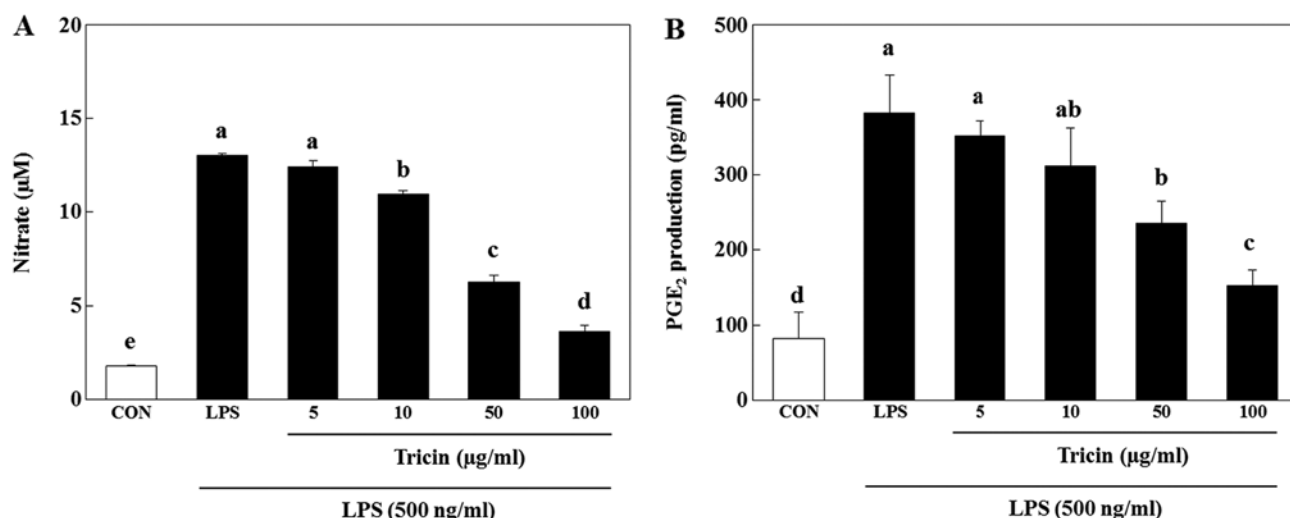 A
20
15
10
5
0
Nitrate (μM)
a
a
b
c
d
e
CON LPS 5 10 50 100
Tricin (μg/ml)
LPS (500 ng/ml)
B
500
400
300
200
100
0
PGE₂ production (pg/ml)
a
a
ab
b
c
d
CON LPS 5 10 50 100
Tricin (μg/ml)
LPS (500 ng/ml)